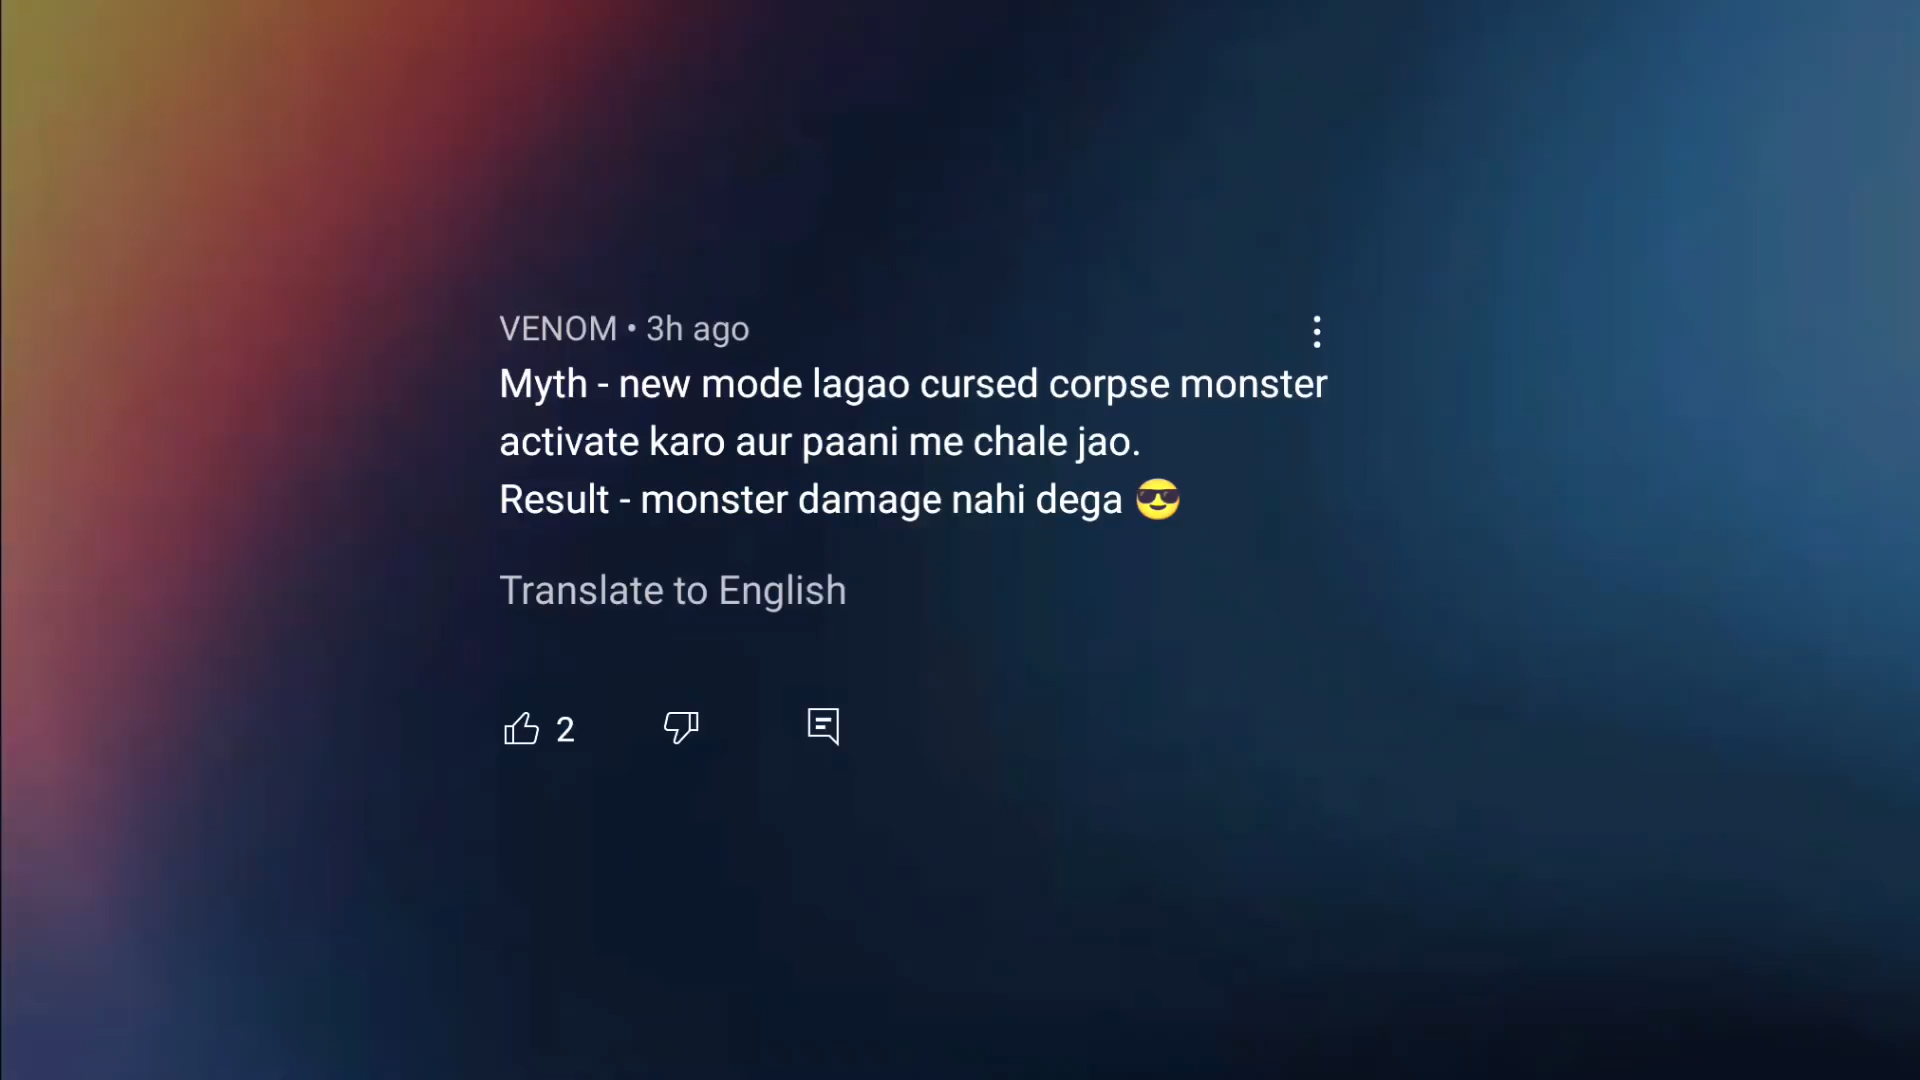 VENOM • 3h ago
Myth - new mode lagao cursed corpse monster
activate karo aur paani me chale jao.
Result - monster damage nahi dega 😎
Translate to English
2